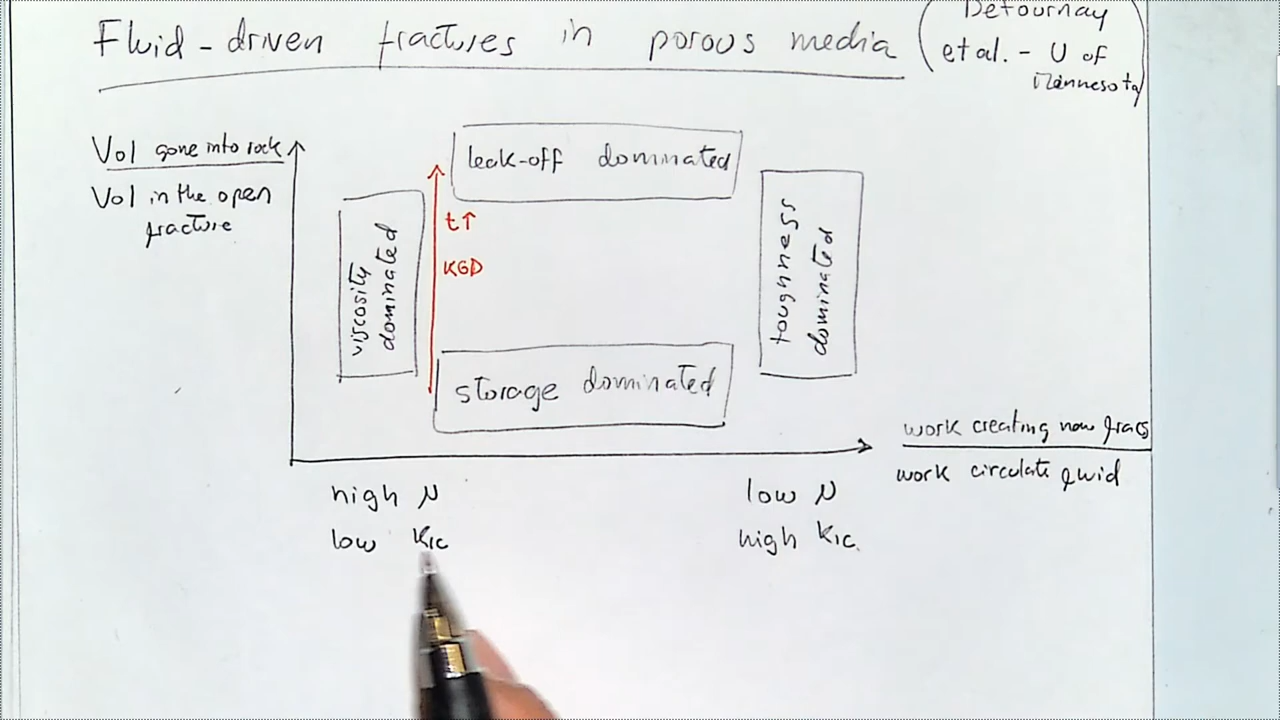 Fluid-driven fractures in porous media
(Detournay
et al. - U of
Minnesota)
Vol gone into rock
Vol in the open
fracture
leak-off dominated
viscosity
dominated
t↑
KGD
toughness
dominated
storage dominated
work creating new fracs
work circulate fluid
high μ
low KIC
low μ
high KIC